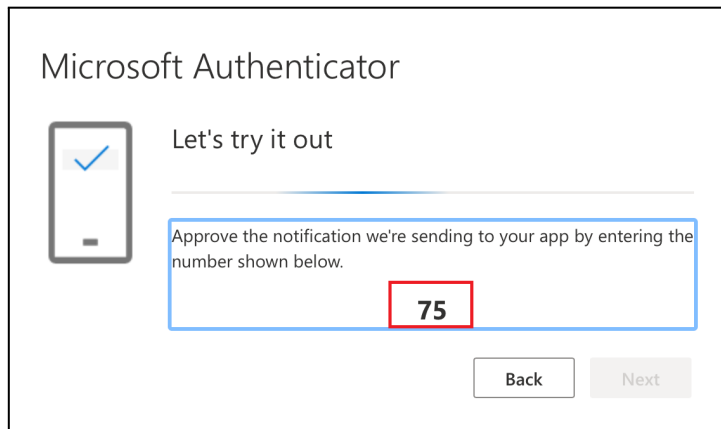 Microsoft Authenticator
Let's try it out
Approve the notification we're sending to your app by entering the
number shown below.
75
Back
Next